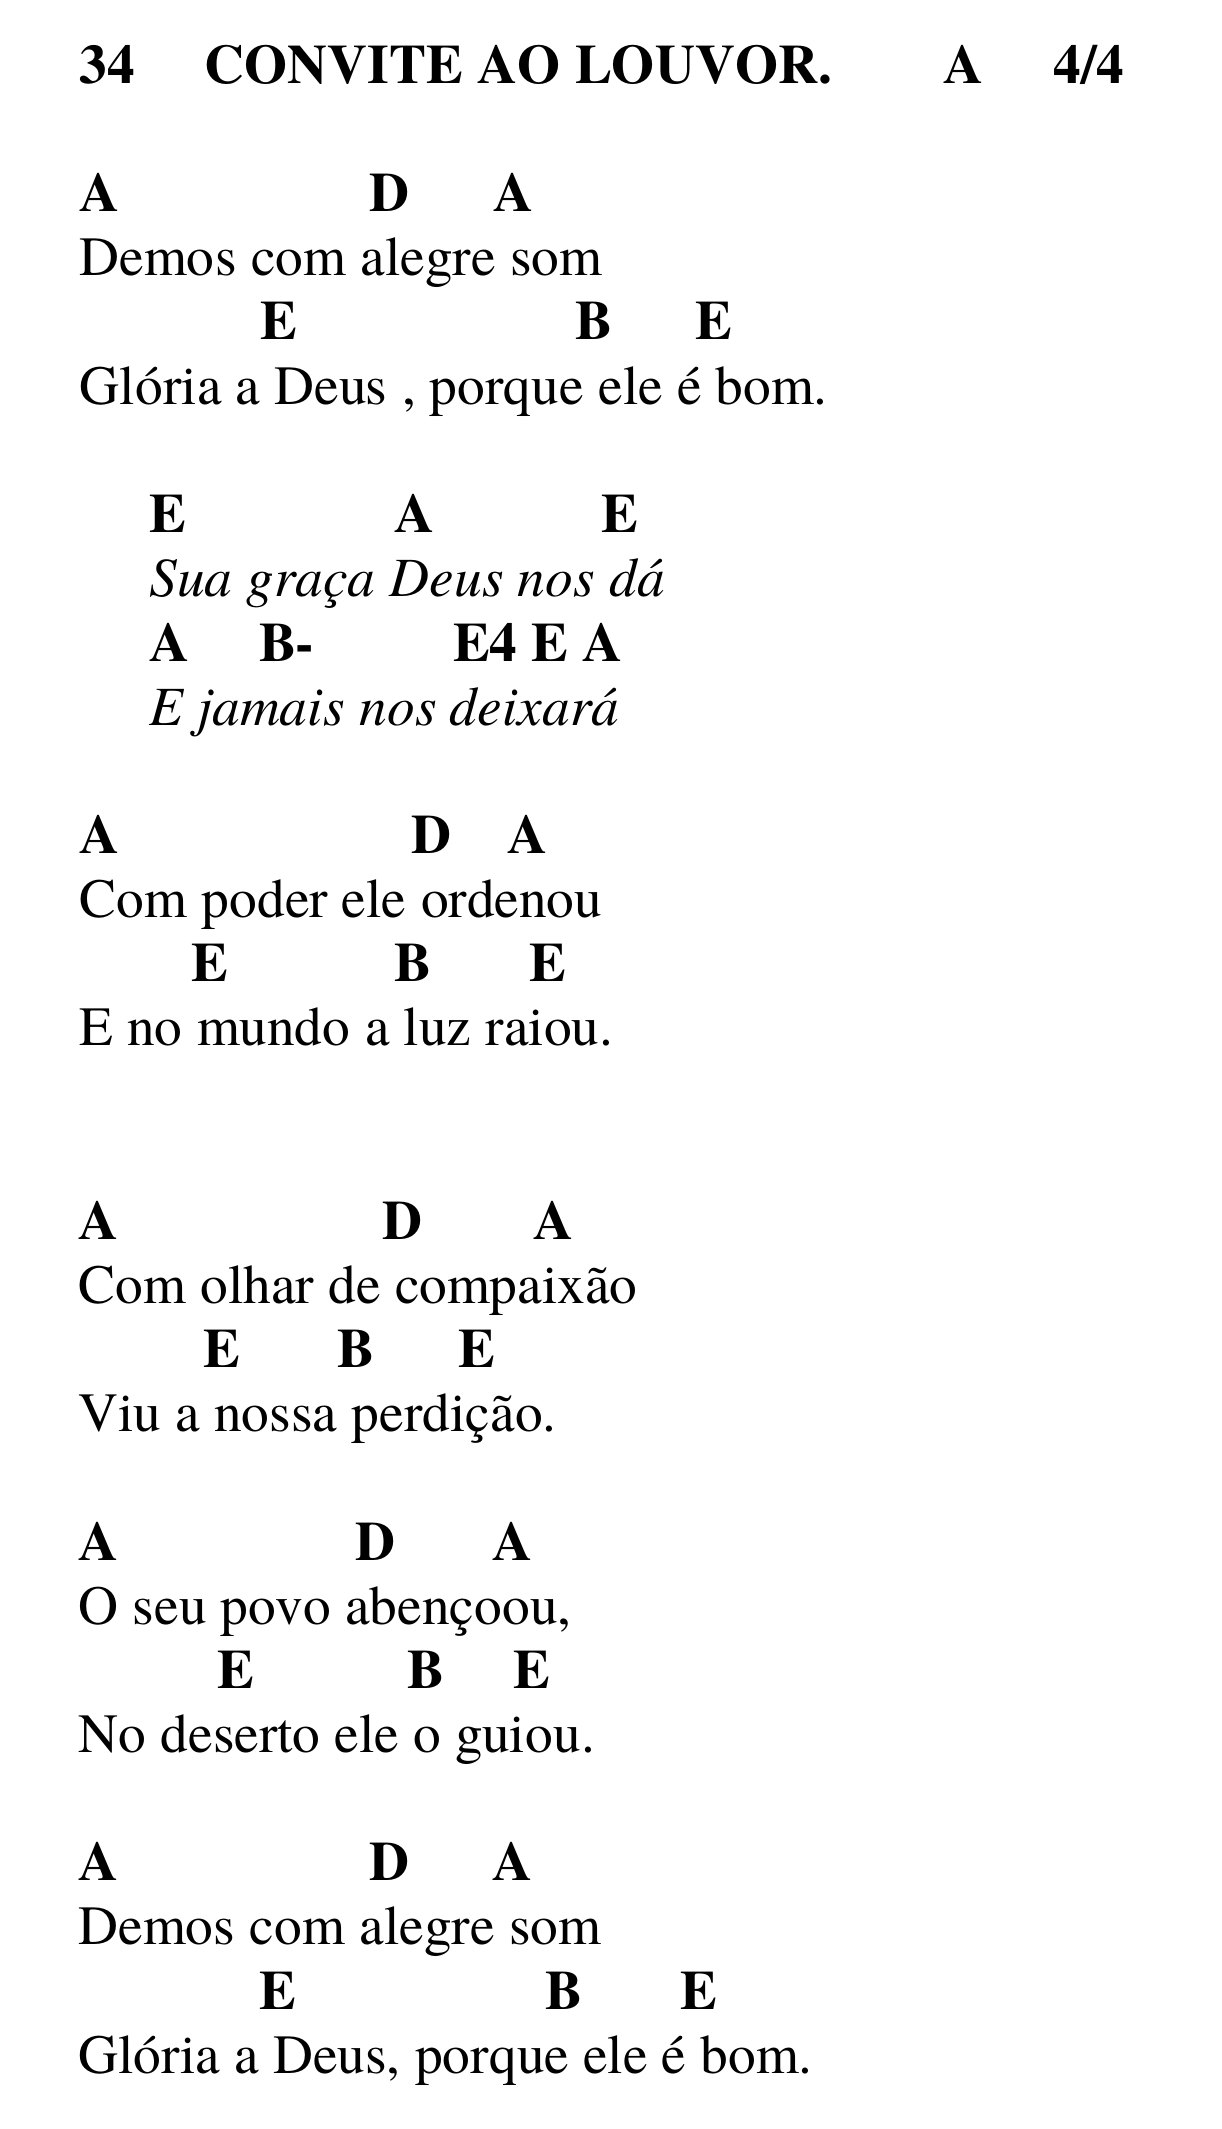 34 CONVITE AO LOUVOR. A 4/4
A D A
Demos com alegre som
E B E
Glória a Deus , porque ele é bom.
E A E
Sua graça Deus nos dá
A B- E4 E A
E jamais nos deixará
A D A
Com poder ele ordenou
E B E
E no mundo a luz raiou.
A D A
Com olhar de compaixão
E B E
Viu a nossa perdição.
A D A
O seu povo abençoou,
E B E
No deserto ele o guiou.
A D A
Demos com alegre som
E B E
Glória a Deus, porque ele é bom.